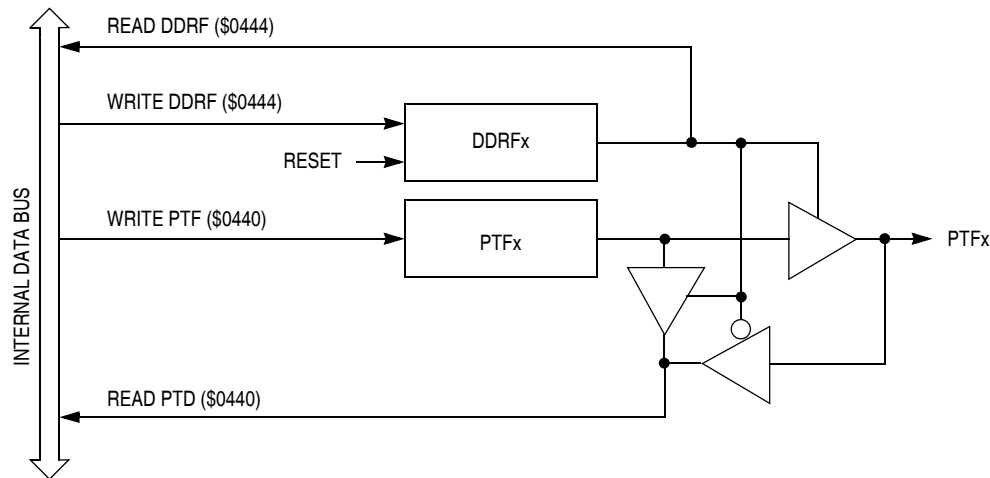 READ DDRF ($0444)
WRITE DDRF ($0444)
DDRFx
RESET
INTERNAL DATA BUS
WRITE PTF ($0440)
PTFx
PTFx
READ PTD ($0440)